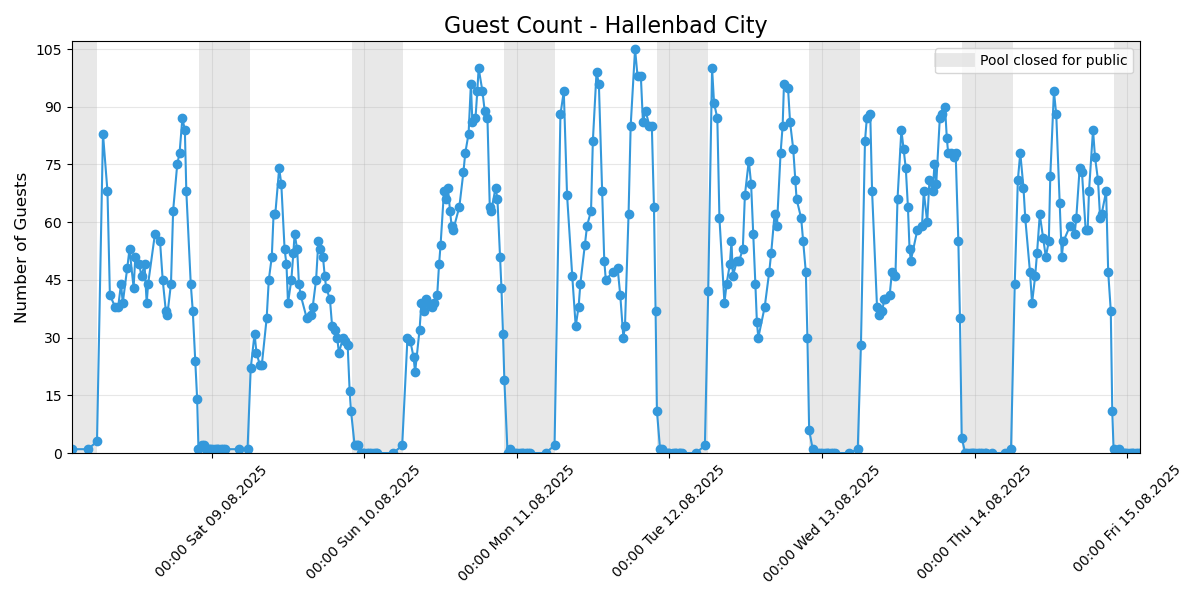 Guest Count - Hallenbad City
Pool closed for public
Number of Guests
105
90
75
60
45
30
15
0
00:00 Sat 09.08.2025
00:00 Sun 10.08.2025
00:00 Mon 11.08.2025
00:00 Tue 12.08.2025
00:00 Wed 13.08.2025
00:00 Thu 14.08.2025
00:00 Fri 15.08.2025